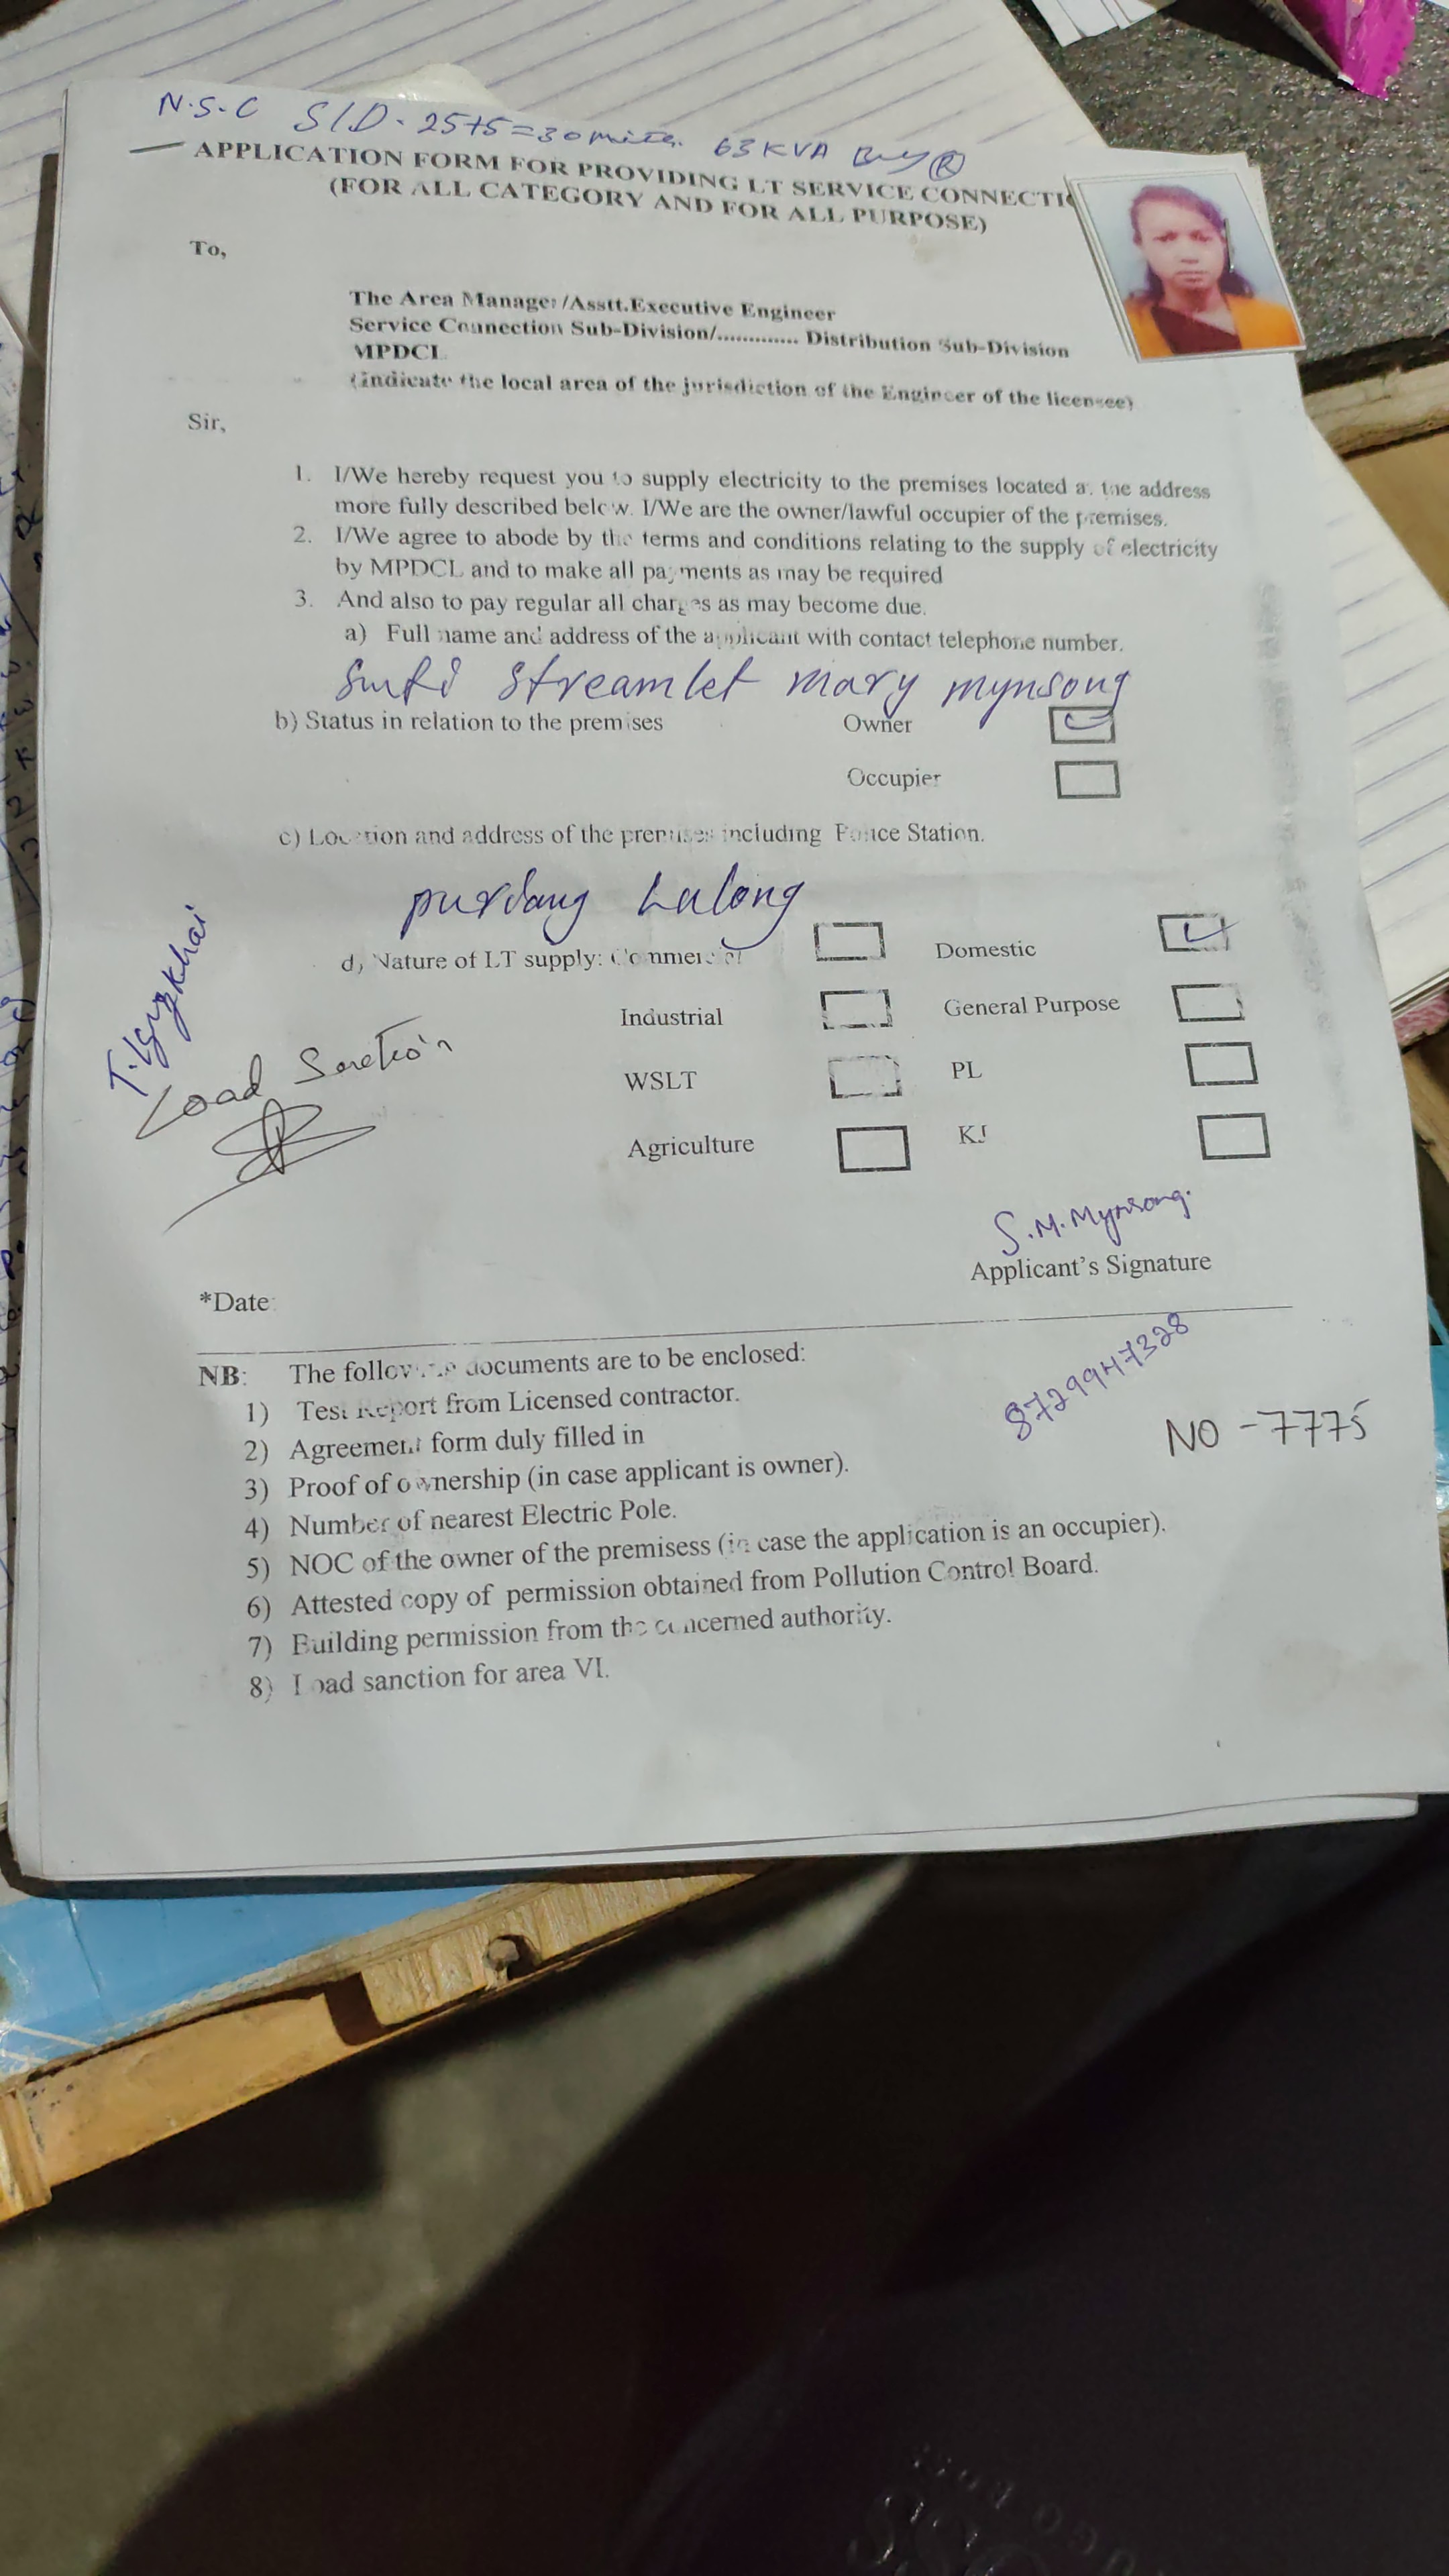 N.S.C S/D. 25+5=30 mitr. 63 KVA
APPLICATION FORM FOR PROVIDING LT SERVICE CONNECTI
(FOR ALL CATEGORY AND FOR ALL PURPOSE)
To,
The Area Manager/Asstt.Executive Engineer
Service Connection Sub-Division/............. Distribution Sub-Division
MPDCL
(indicate the local area of the jurisdiction of the Engineer of the licensee)
Sir,
1. I/We hereby request you to supply electricity to the premises located at the address
more fully described below. I/We are the owner/lawful occupier of the premises.
2. I/We agree to abode by the terms and conditions relating to the supply of electricity
by MPDCL and to make all payments as may be required
3. And also to pay regular all charges as may become due.
a) Full name and address of the applicant with contact telephone number.
Smti Streamlet mary mynsong
b) Status in relation to the premises Owner
Occupier
c) Location and address of the premises including Police Station.
purdang Lulong
d) Nature of LT supply: Commercial Domestic
Industrial General Purpose
WSLT PL
Agriculture KJ
Load Sanction
S.M.Mynsong.
Applicant's Signature
*Date:
8729947328
NO -7775
NB: The following documents are to be enclosed:
1) Test Report from Licensed contractor.
2) Agreement form duly filled in
3) Proof of ownership (in case applicant is owner).
4) Number of nearest Electric Pole.
5) NOC of the owner of the premisess (in case the application is an occupier).
6) Attested copy of permission obtained from Pollution Control Board.
7) Building permission from the concerned authority.
8) Load sanction for area VI.